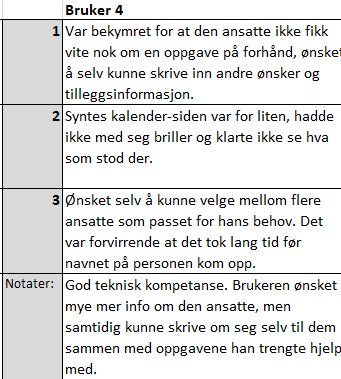 Bruker 4
1 Var bekymret for at den ansatte ikke fikk
vite nok om en oppgave på forhånd, ønsket
å selv kunne skrive inn andre ønsker og
tilleggsinformasjon.
2 Syntes kalender-siden var for liten, hadde
ikke med seg briller og klarte ikke se hva
som stod der.
3 Ønsket selv å kunne velge mellom flere
ansatte som passet for hans behov. Det
var forvirrende at det tok lang tid før
navnet på personen kom opp.
Notater: God teknisk kompetanse. Brukeren ønsket
mye mer info om den ansatte, men
samtidig kunne skrive om seg selv til dem
sammen med oppgavene han trengte hjelp
med.